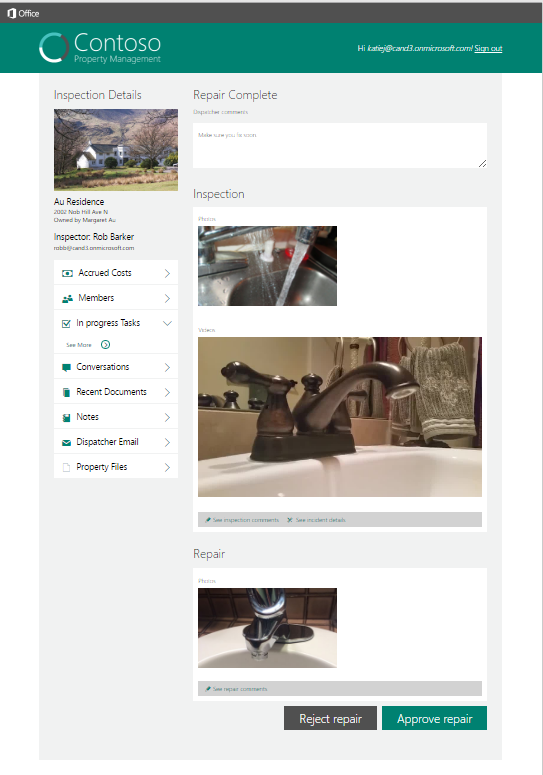 Office
Contoso
Property Management
Hi katiej@cand3.onmicrosoft.com! Sign out
Inspection Details
Au Residence
2002 Nob Hill Ave N
Owned by Margaret Au
Inspector: Rob Barker
robb@cand3.onmicrosoft.com
Accrued Costs
Members
In progress Tasks
See More
Conversations
Recent Documents
Notes
Dispatcher Email
Property Files
Repair Complete
Dispatcher comments
Make sure you fix soon
Inspection
Photos
Videos
See inspection comments
See incident details
Repair
Photos
See repair comments
Reject repair
Approve repair